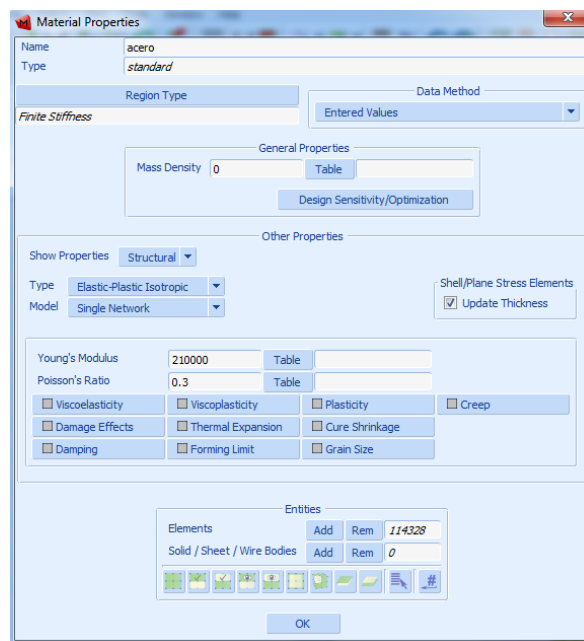 Material Properties
Name acero
Type standard
Region Type
Finite Stiffness
Data Method
Entered Values
General Properties
Mass Density 0 Table
Design Sensitivity/Optimization
Other Properties
Show Properties Structural
Type Elastic-Plastic Isotropic
Model Single Network
Shell/Plane Stress Elements
Update Thickness
Young's Modulus 210000 Table
Poisson's Ratio 0.3 Table
Viscoelasticity Viscoplasticity Plasticity Creep
Damage Effects Thermal Expansion Cure Shrinkage
Damping Forming Limit Grain Size
Entities
Elements Add Rem 114328
Solid / Sheet / Wire Bodies Add Rem 0
#
OK